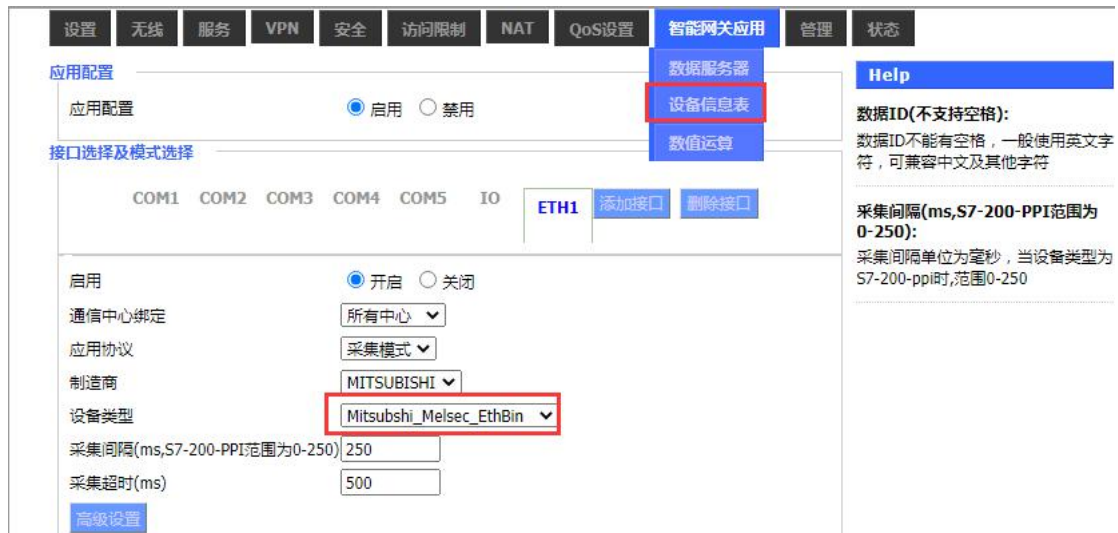 设置 无线 服务 VPN 安全 访问限制 NAT QoS设置 智能网关应用 管理 状态
数据服务器
设备信息表
数值运算
应用配置
应用配置 启用 禁用
接口选择及模式选择
COM1 COM2 COM3 COM4 COM5 IO ETH1 添加接口 删除接口
启用 开启 关闭
通信中心绑定 所有中心
应用协议 采集模式
制造商 MITSUBISHI
设备类型 Mitsubshi_Melsec_EthBin
采集间隔(ms,S7-200-PPI范围为0-250) 250
采集超时(ms) 500
高级设置
Help
数据ID(不支持空格):
数据ID不能有空格，一般使用英文字
符，可兼容中文及其他字符
采集间隔(ms,S7-200-PPI范围为
0-250):
采集间隔单位为毫秒，当设备类型为
S7-200-ppi时,范围0-250